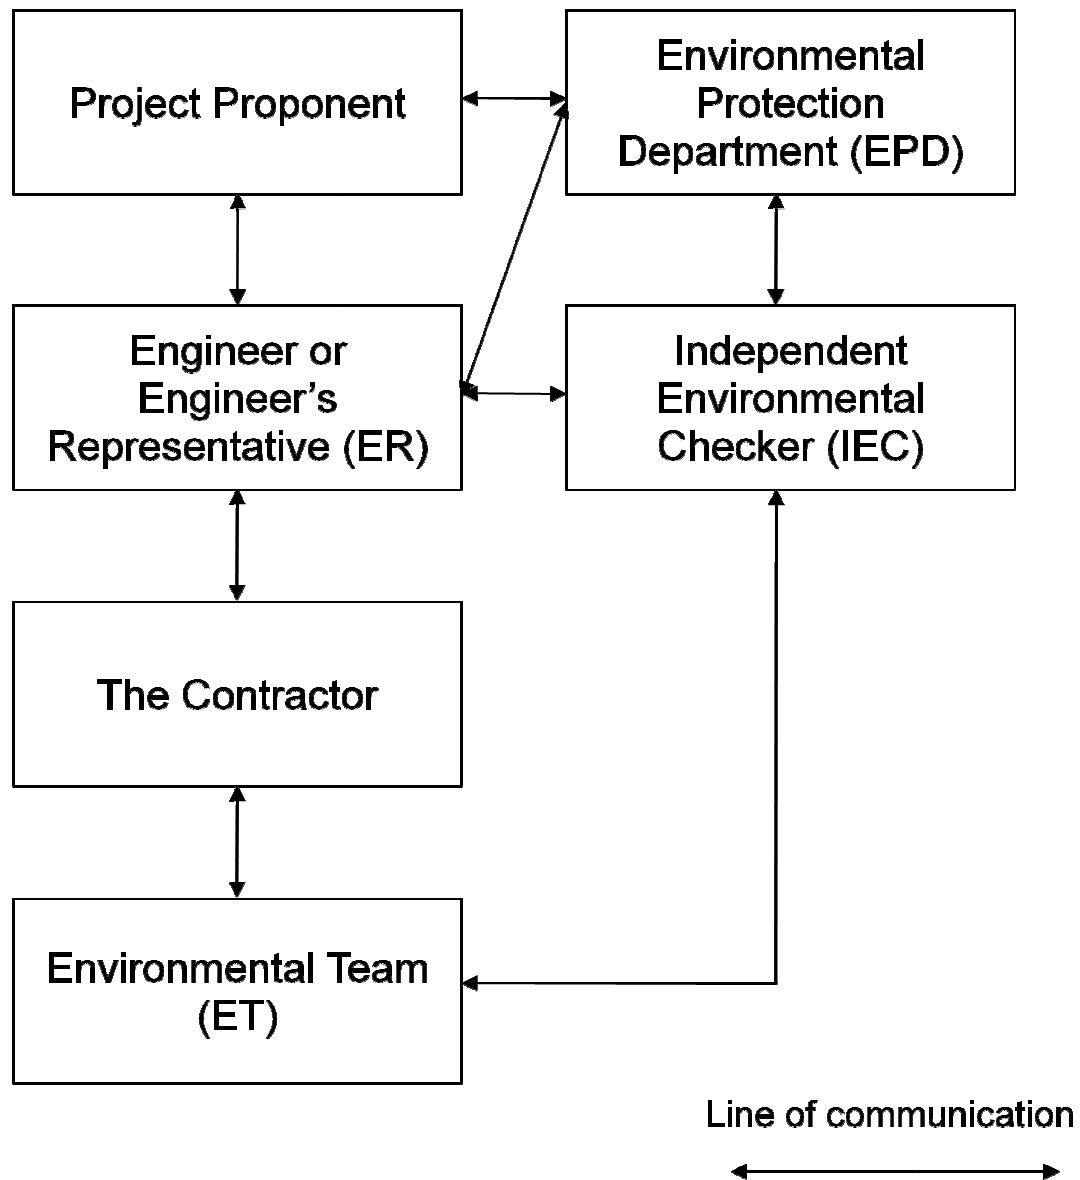 Project Proponent
Environmental
Protection
Department (EPD)
Engineer or
Engineer’s
Representative (ER)
Independent
Environmental
Checker (IEC)
The Contractor
Environmental Team
(ET)
Line of communication